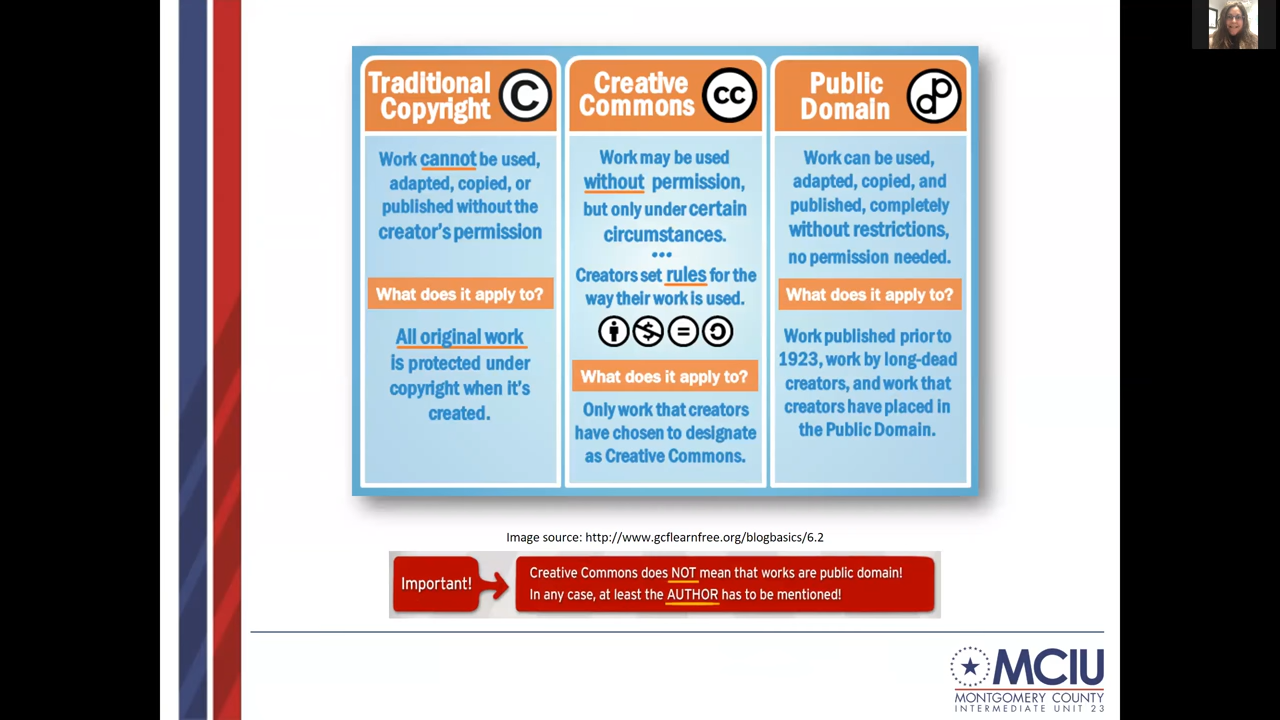 Traditional
Copyright
C
Work cannot be used,
adapted, copied, or
published without the
creator's permission
What does it apply to?
All original work
is protected under
copyright when it's
created.
Creative
Commons
cc
Work may be used
without permission,
but only under certain
circumstances.
•••
Creators set rules for the
way their work is used.
What does it apply to?
Only work that creators
have chosen to designate
as Creative Commons.
Public
Domain
Work can be used,
adapted, copied, and
published, completely
without restrictions,
no permission needed.
What does it apply to?
Work published prior to
1923, work by long-dead
creators, and work that
creators have placed in
the Public Domain.
Image source: http://www.gcflearnfree.org/blogbasics/6.2
Important!
Creative Commons does NOT mean that works are public domain!
In any case, at least the AUTHOR has to be mentioned!
MCIU
MONTGOMERY COUNTY
INTERMEDIATE UNIT 23